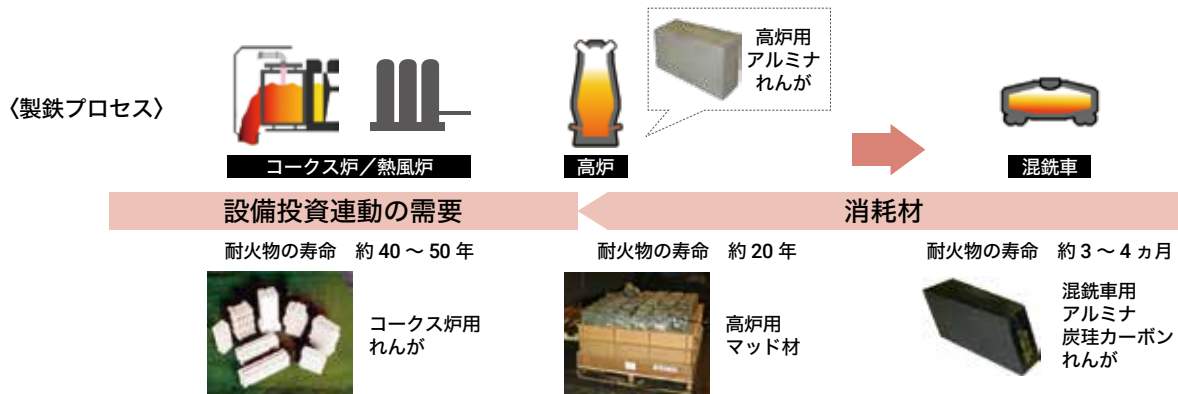 〈製鉄プロセス〉
高炉用
アルミナ
れんが
コークス炉／熱風炉
高炉
混銑車
設備投資連動の需要
消耗材
耐火物の寿命　約 40 ～ 50 年
耐火物の寿命　約 20 年
耐火物の寿命　約 3 ～ 4 ヵ月
コークス炉用
れんが
高炉用
マッド材
混銑車用
アルミナ
炭珪カーボン
れんが